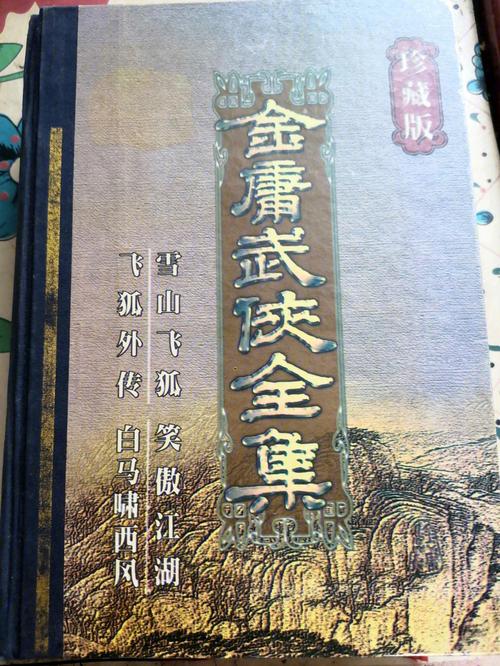 珍藏版
金庸武侠全集
雪山飞狐 笑傲江湖
飞狐外传 白马啸西风